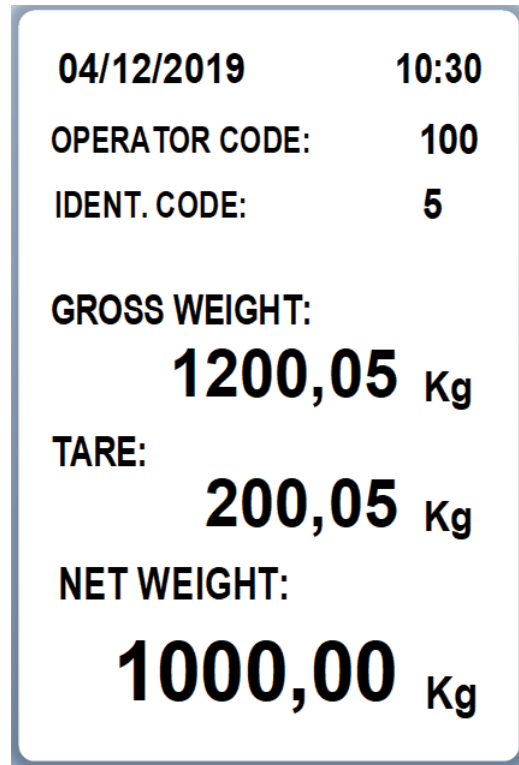 04/12/2019 10:30
OPERATOR CODE: 100
IDENT. CODE: 5
GROSS WEIGHT:
1200,05 Kg
TARE:
200,05 Kg
NET WEIGHT:
1000,00 Kg